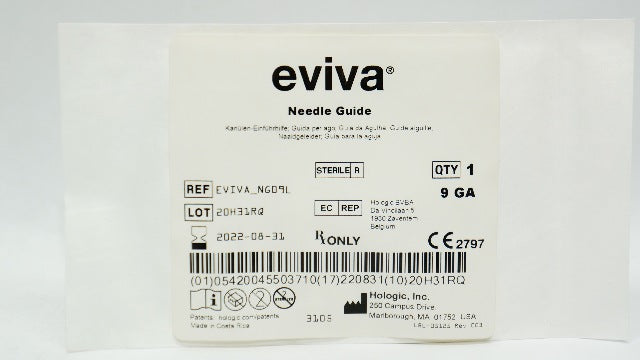 eviva®
Needle Guide
Kanülen-Einführhilfe; Guida per ago, Guia da Agulha, Guide aiguille,
Naaldgeleider; Guía para la aguja
STERILE R
QTY 1
REF EVIVA_NG09L
9 GA
LOT 20H31RQ
EC REP
Hologic BVBA
Da Vincilaan 5
1930 Zaventem
Belgium
2022-08-31
Rx ONLY
CE 2797
(01)05420045503710(17)220831(10)20H31RQ
Hologic, Inc.
250 Campus Drive
Marlborough, MA 01752 USA
Patents: hologic.com/patents
Made in Costa Rica
3105